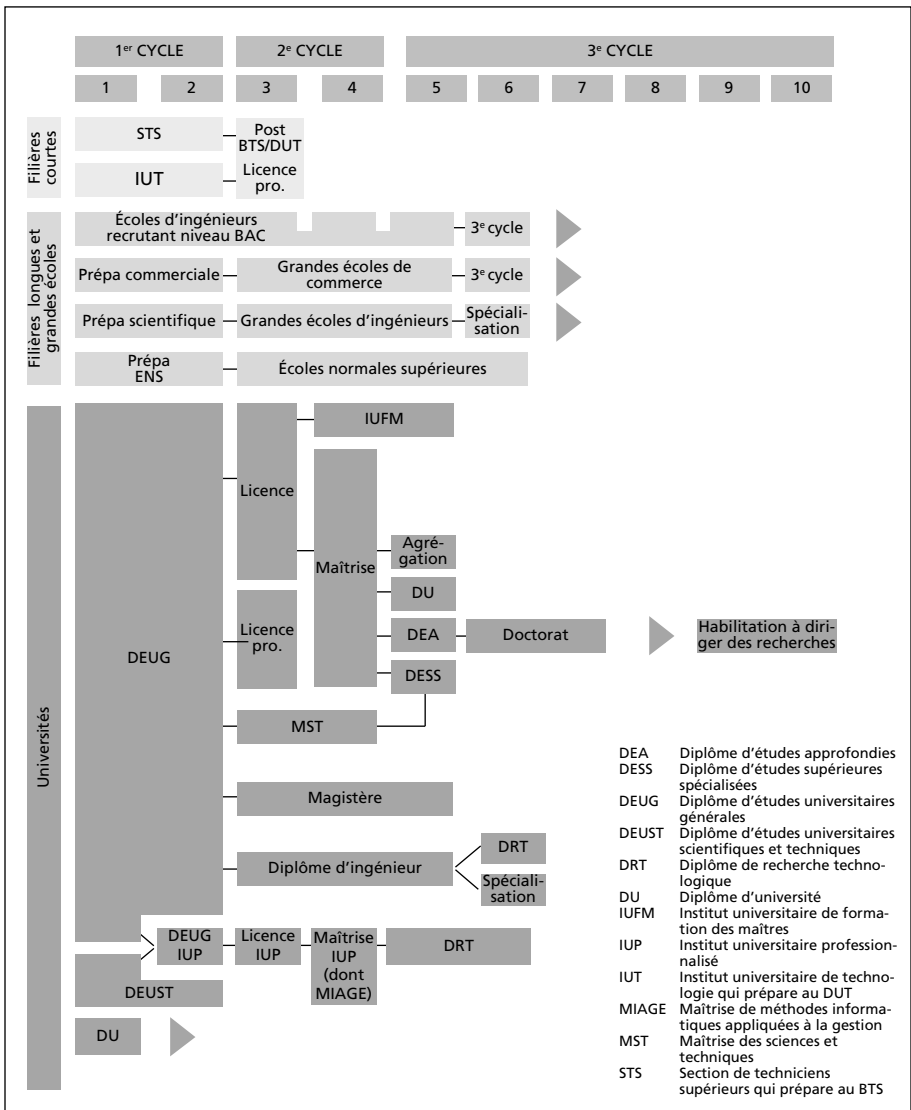 1er CYCLE
2e CYCLE
3e CYCLE
1 2 3 4 5 6 7 8 9 10
Filières
courtes
STS
Post
BTS/DUT
IUT
Licence
pro.
Filières longues et
grandes écoles
Écoles d'ingénieurs
recrutant niveau BAC
3e cycle
Prépa commerciale
Grandes écoles de
commerce
3e cycle
Prépa scientifique
Grandes écoles d'ingénieurs
Spéciali-
sation
Prépa
ENS
Écoles normales supérieures
Universités
DEUG
Licence
IUFM
Maîtrise
Agré-
gation
DU
Licence
pro.
DEA
Doctorat
Habilitation à diri-
ger des recherches
DESS
MST
Magistère
Diplôme d'ingénieur
DRT
Spéciali-
sation
DEUG
IUP
Licence
IUP
Maîtrise
IUP
(dont
MIAGE)
DRT
DEUST
DU
DEA Diplôme d'études approfondies
DESS Diplôme d'études supérieures
spécialisées
DEUG Diplôme d'études universitaires
générales
DEUST Diplôme d'études universitaires
scientifiques et techniques
DRT Diplôme de recherche techno-
logique
DU Diplôme d'université
IUFM Institut universitaire de forma-
tion des maîtres
IUP Institut universitaire profession-
nalisé
IUT Institut universitaire de techno-
logie qui prépare au DUT
MIAGE Maîtrise de méthodes informa-
tiques appliquées à la gestion
MST Maîtrise des sciences et
techniques
STS Section de techniciens
supérieurs qui prépare au BTS